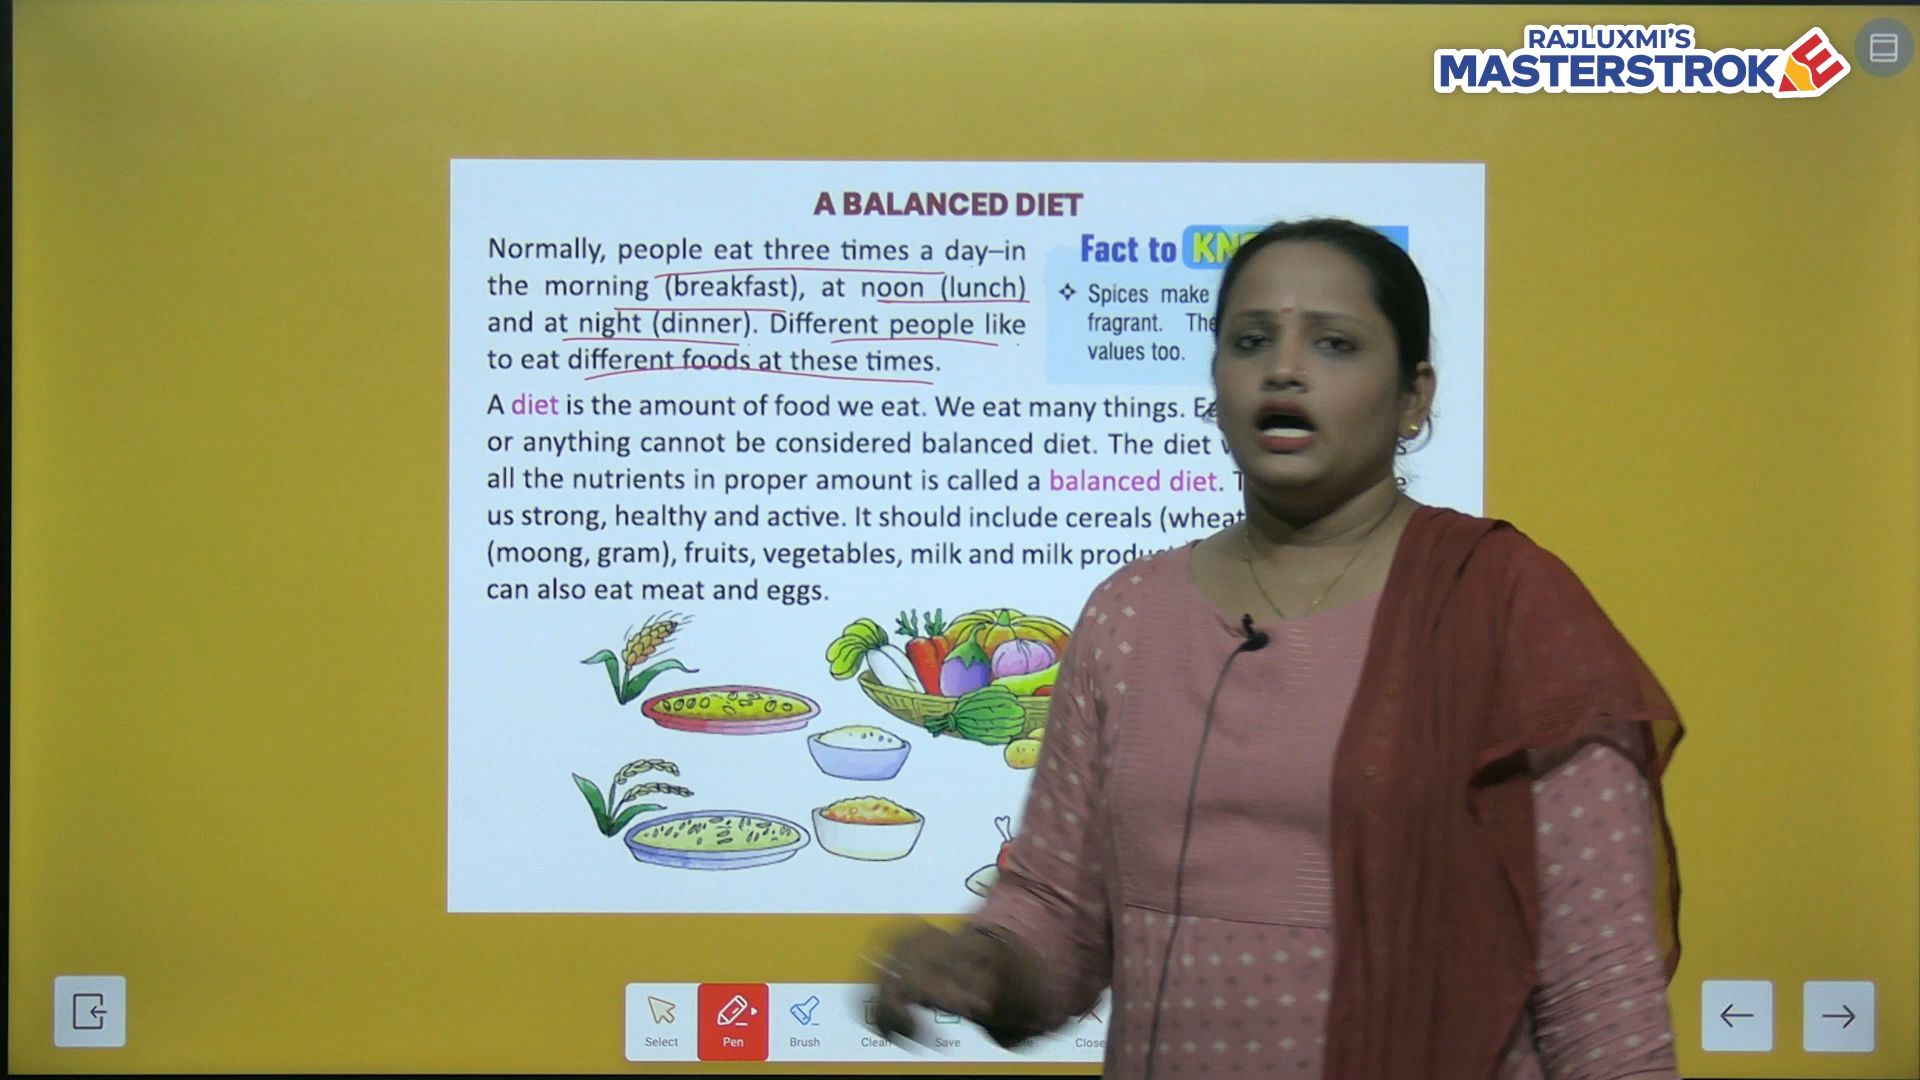 RAJLUXMI'S
MASTERSTROKE
A BALANCED DIET
Normally, people eat three times a day–in
the morning (breakfast), at noon (lunch)
and at night (dinner). Different people like
to eat different foods at these times.
Fact to
Spices make
fragrant.
values too.
A diet is the amount of food we eat. We eat many things.
or anything cannot be considered balanced diet. The diet
all the nutrients in proper amount is called a balanced diet.
us strong, healthy and active. It should include cereals (wheat
(moong, gram), fruits, vegetables, milk and milk
can also eat meat and eggs.
Select
Pen
Brush
Clean
Save
Close